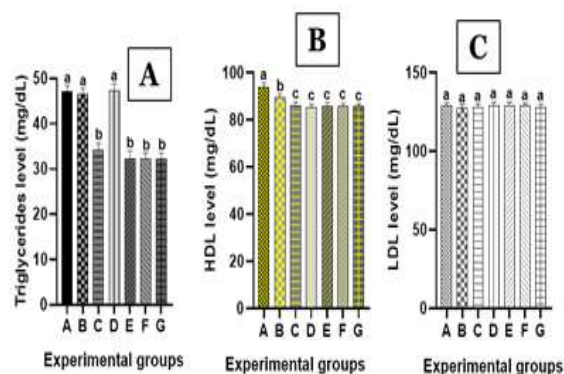 A
Triglycerides level (mg/dL)
50
40
30
20
10
0
a a b a b b b
A B C D E F G
Experimental groups
B
HDL level (mg/dL)
100
80
60
40
20
0
a b c c c c c
A B C D E F G
Experimental groups
C
LDL level (mg/dL)
150
100
50
0
a a a a a a a
A B C D E F G
Experimental groups